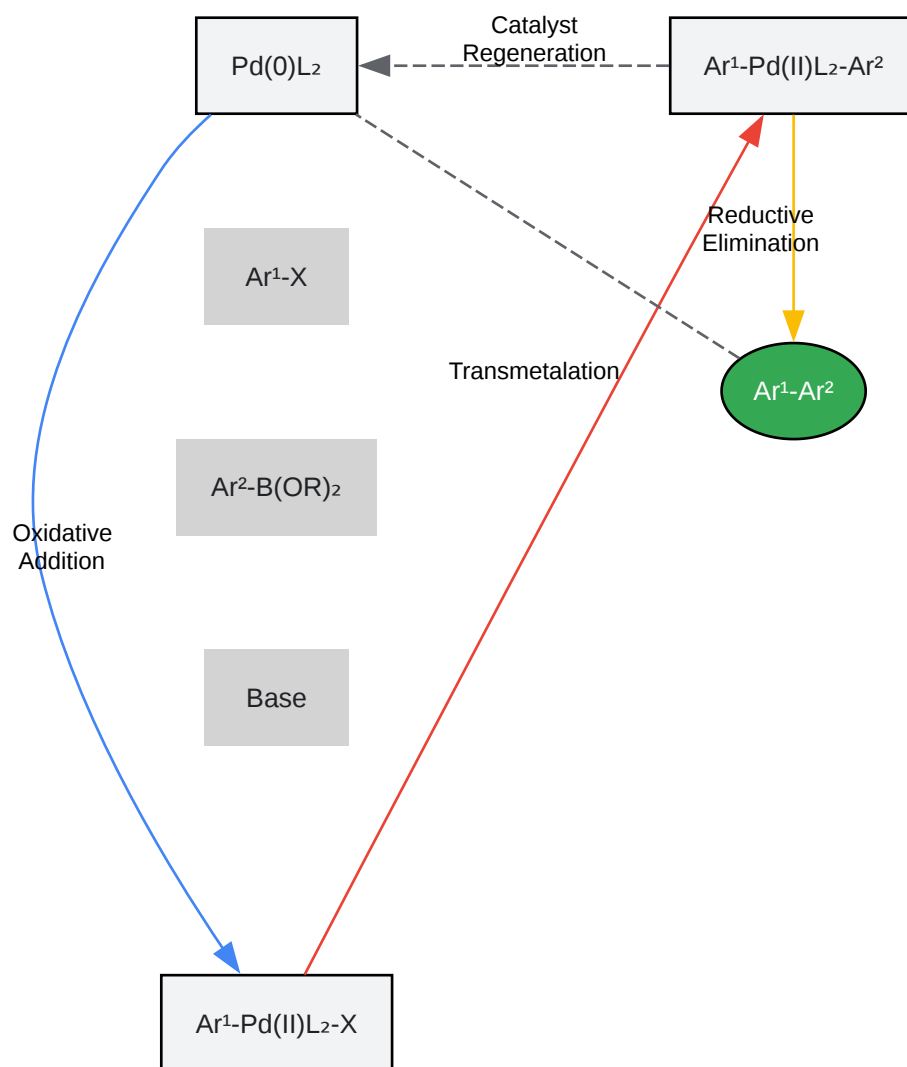 Catalyst
Regeneration
Pd(0)L₂
Ar¹-Pd(II)L₂-Ar²
Reductive
Elimination
Ar¹-X
Transmetalation
Ar¹-Ar²
Ar²-B(OR)₂
Oxidative
Addition
Base
Ar¹-Pd(II)L₂-X